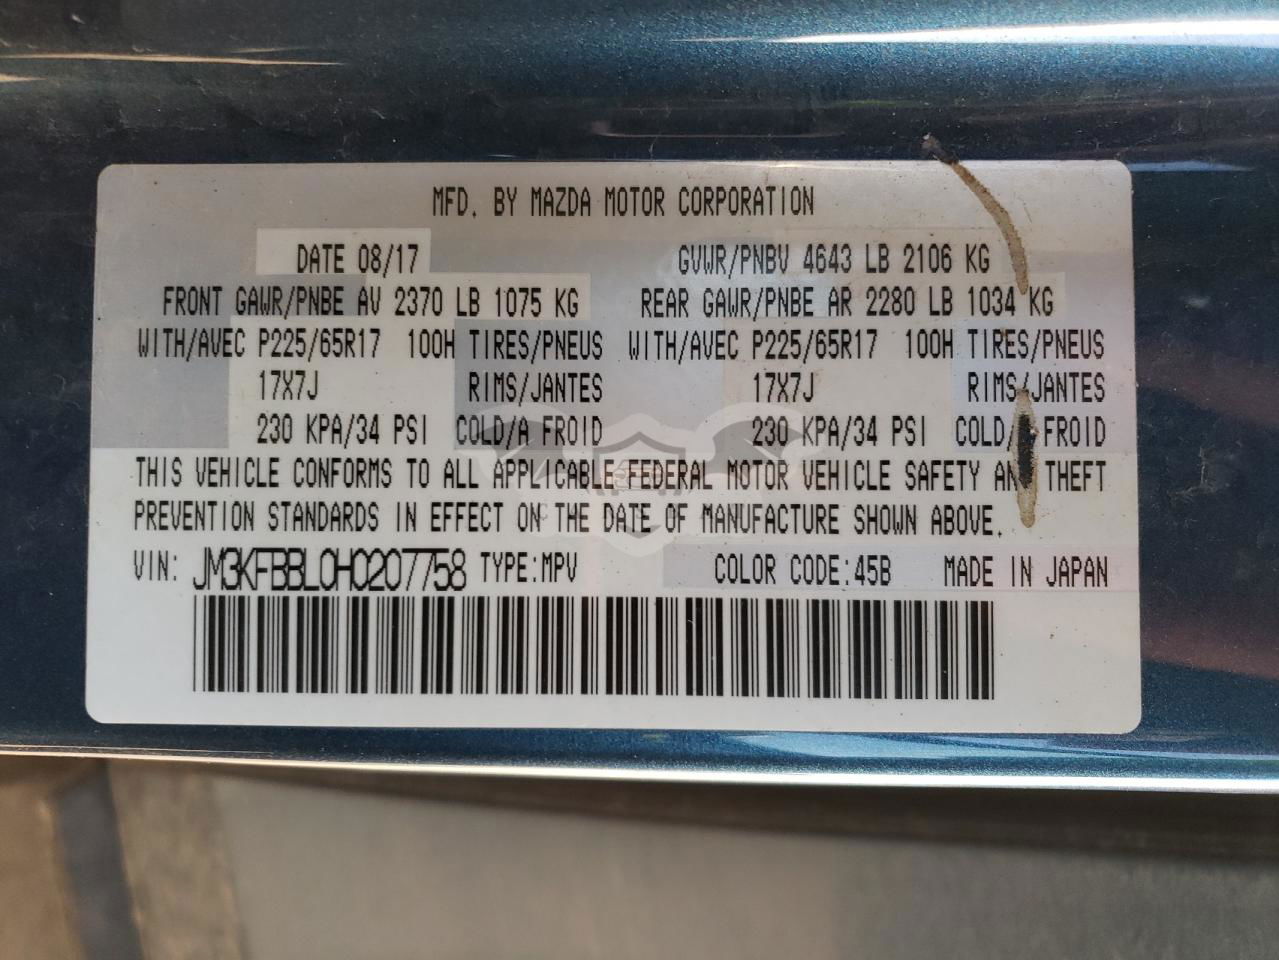 MFD. BY MAZDA MOTOR CORPORATION
DATE 08/17 GVWR/PNBV 4643 LB 2106 KG
FRONT GAWR/PNBE AV 2370 LB 1075 KG REAR GAWR/PNBE AR 2280 LB 1034 KG
WITH/AVEC P225/65R17 100H TIRES/PNEUS WITH/AVEC P225/65R17 100H TIRES/PNEUS
17X7J RIMS/JANTES 17X7J RIMS/JANTES
230 KPA/34 PSI COLD/A FROID 230 KPA/34 PSI COLD/A FROID
THIS VEHICLE CONFORMS TO ALL APPLICABLE FEDERAL MOTOR VEHICLE SAFETY AND THEFT
PREVENTION STANDARDS IN EFFECT ON THE DATE OF MANUFACTURE SHOWN ABOVE.
VIN: JM3KFBBL0H0207758 TYPE:MPV COLOR CODE:45B MADE IN JAPAN